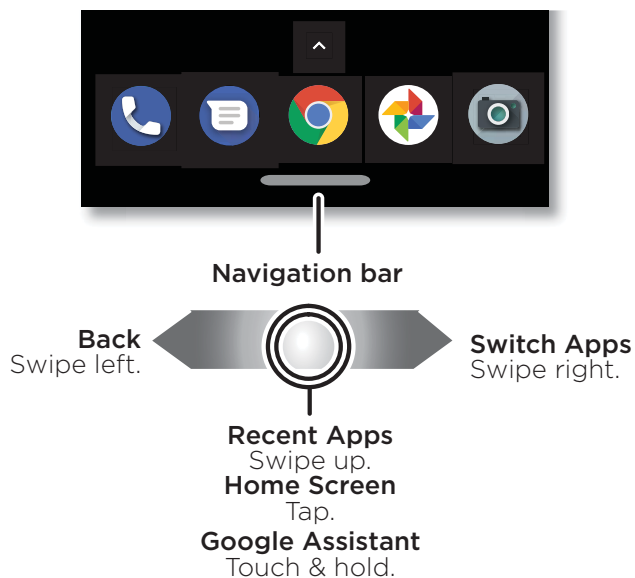 Navigation bar
Back
Swipe left.
Switch Apps
Swipe right.
Recent Apps
Swipe up.
Home Screen
Tap.
Google Assistant
Touch & hold.